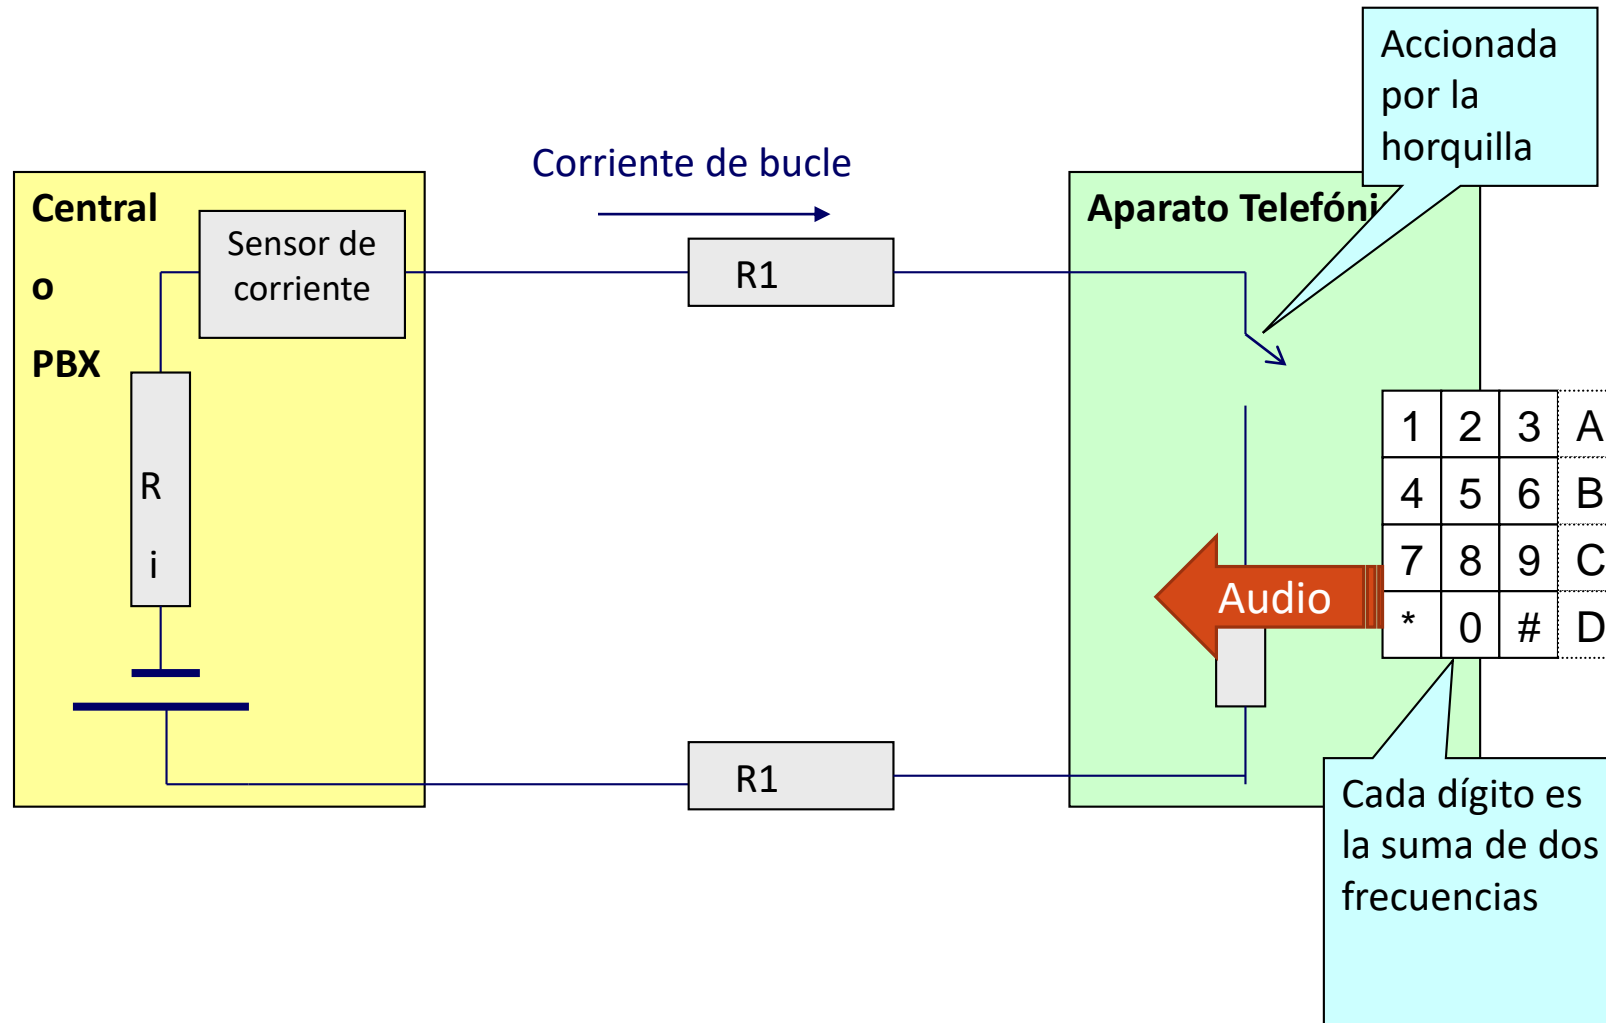 Accionada
por la
horquilla
Corriente de bucle
Central
o
PBX
Sensor de
corriente
R1
Aparato Telefóni
R
i
1 2 3 A
4 5 6 B
7 8 9 C
* 0 # D
Audio
R1
Cada dígito es
la suma de dos
frecuencias